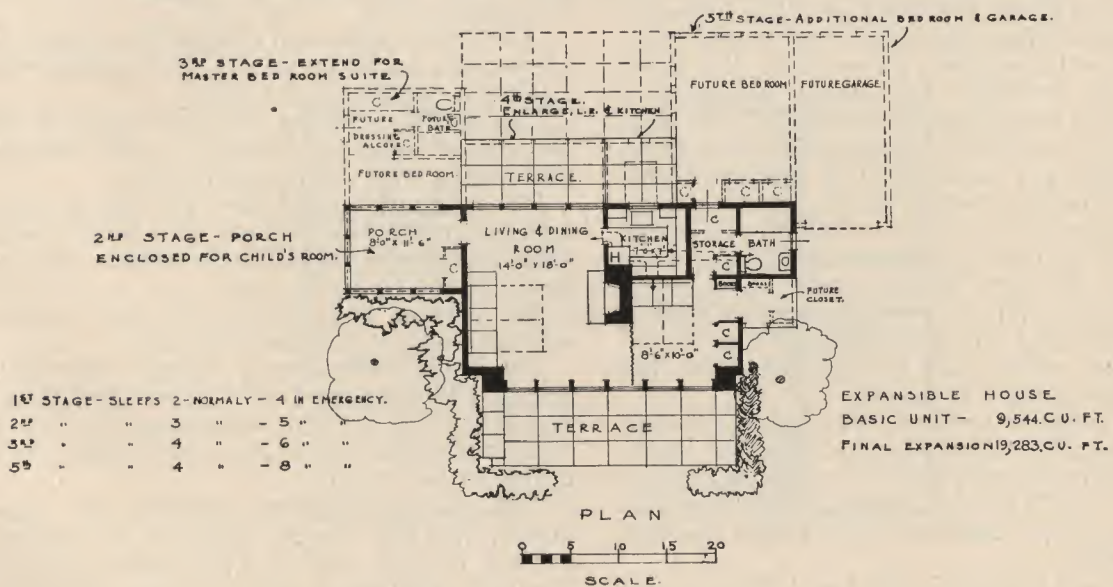 5TH STAGE - ADDITIONAL BED ROOM & GARAGE.
3RD STAGE - EXTEND FOR
MASTER BED ROOM SUITE
C
C
FUTURE
FUTURE
BATH
DRESSING
ALCOVE
C
FUTURE BEDROOM.
4TH STAGE.
ENLARGE, L.R. & KITCHEN
TERRACE.
FUTURE BED ROOM
FUTURE GARAGE
C
C
C
2ND STAGE - PORCH
ENCLOSED FOR CHILD'S ROOM.
PORCH
8'-0" X 11'-6"
C
LIVING & DINING
ROOM
14'-0" X 18'-0"
KITCHEN
7-0 X 7-
H
C
STORAGE
BATH
C
BOOKS
FUTURE
CLOSET.
C
C
8'-6" X 10'-0"
TERRACE
1ST STAGE - SLEEPS 2 - NORMALY - 4 IN EMERGENCY.
2ND " " 3 " - 5 " "
3RD " " 4 " - 6 " "
5TH " " 4 " - 8 " "
EXPANSIBLE HOUSE
BASIC UNIT - 9,544.CU. FT.
FINAL EXPANSION 19,283.CU. FT.
PLAN
0 5 10 15 20
SCALE.